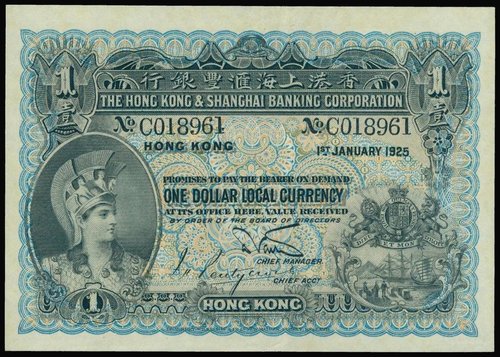 1 行銀豐滙海上港香 1
壹 THE HONG KONG & SHANGHAI BANKING CORPORATION 壹
No. C018961 No. C018961
HONG KONG 1ST JANUARY 1925
PROMISES TO PAY THE BEARER ON DEMAND
ONE DOLLAR LOCAL CURRENCY
AT ITS OFFICE HERE, VALUE RECEIVED
BY ORDER OF THE BOARD OF DIRECTORS
CHIEF MANAGER
CHIEF ACCT
ET MON
1 HONG KONG